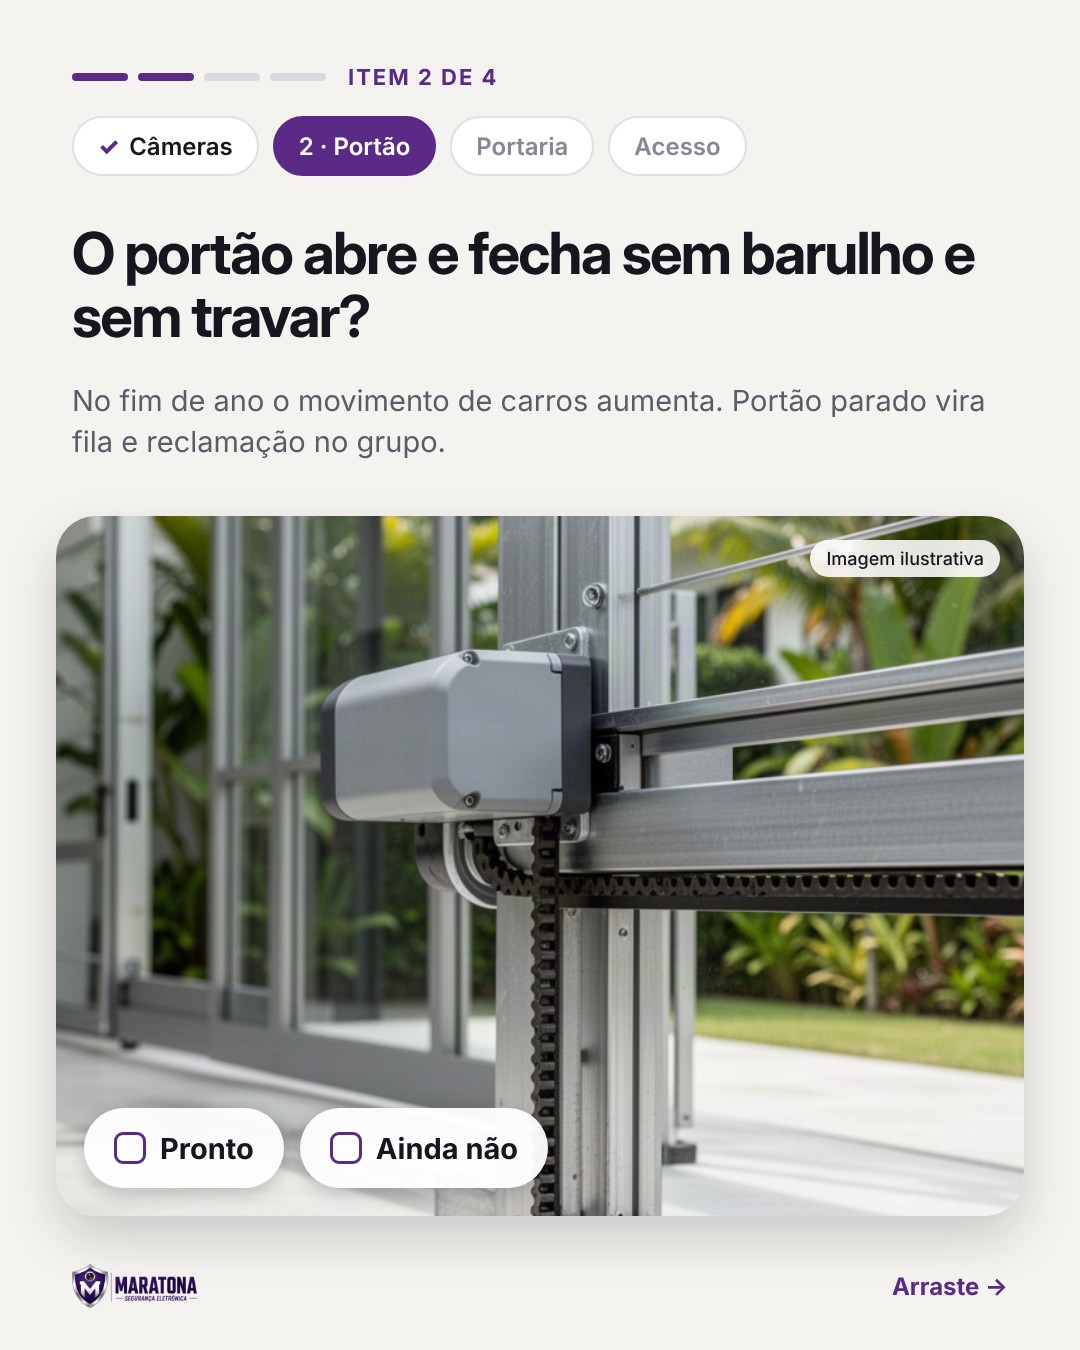 ITEM 2 DE 4
✓ Câmeras
2 · Portão
Portaria
Acesso
O portão abre e fecha sem barulho e
sem travar?
No fim de ano o movimento de carros aumenta. Portão parado vira
fila e reclamação no grupo.
Imagem ilustrativa
Pronto
Ainda não
MARATONA
SEGURANÇA ELETRÔNICA
Arraste →